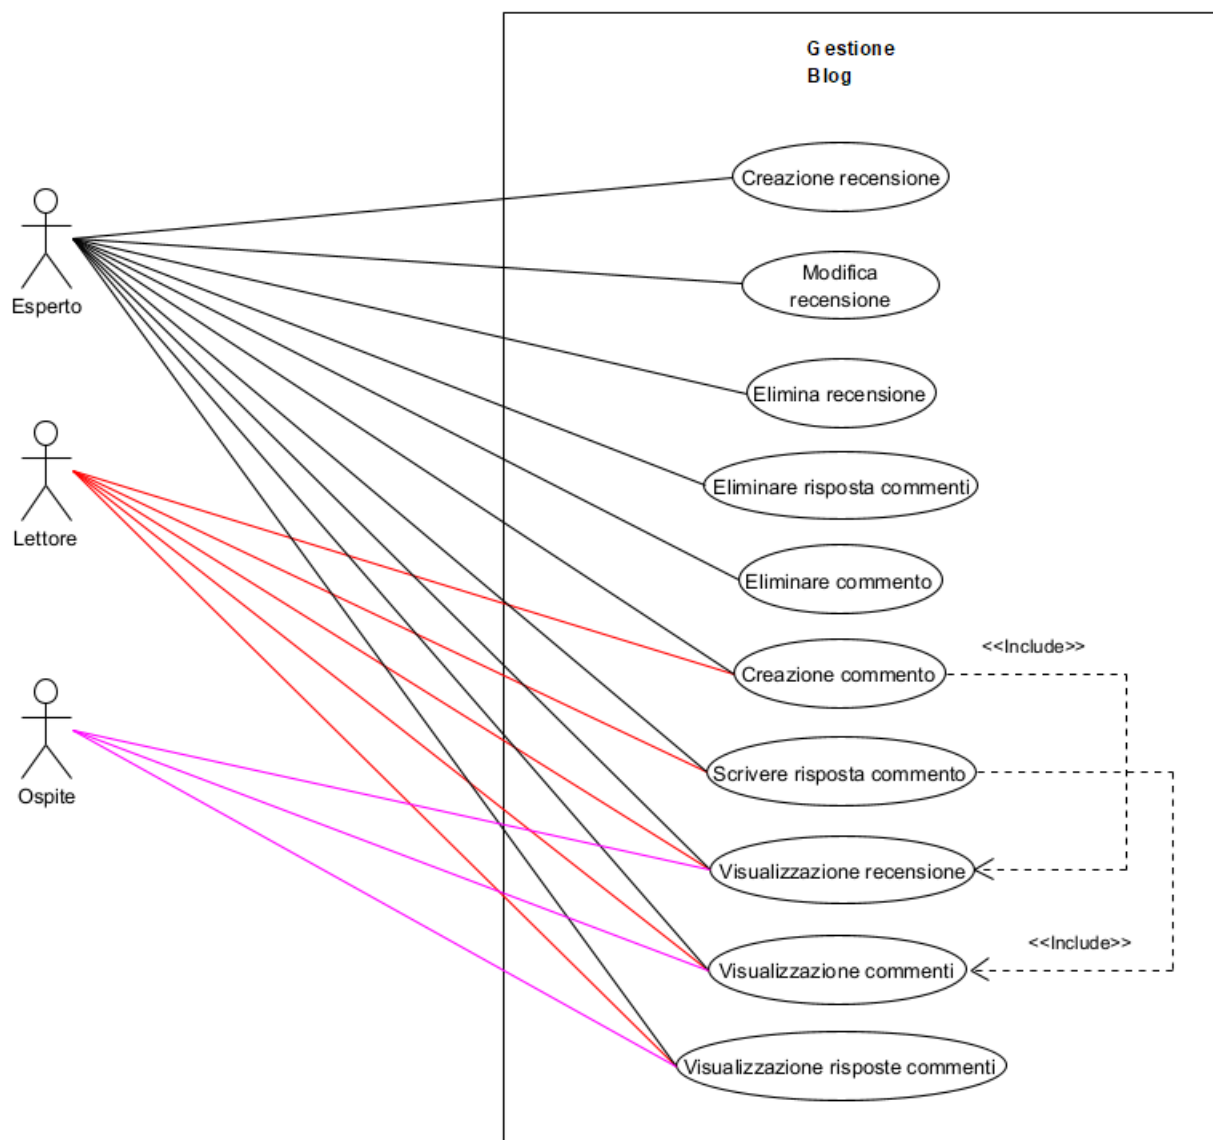 Gestione
Blog
Creazione recensione
Esperto
Modifica
recensione
Elimina recensione
Lettore
Eliminare risposta commenti
Eliminare commento
Creazione commento
<<Include>>
Ospite
Scrivere risposta commento
Visualizzazione recensione
<<Include>>
Visualizzazione commenti
Visualizzazione risposte commenti